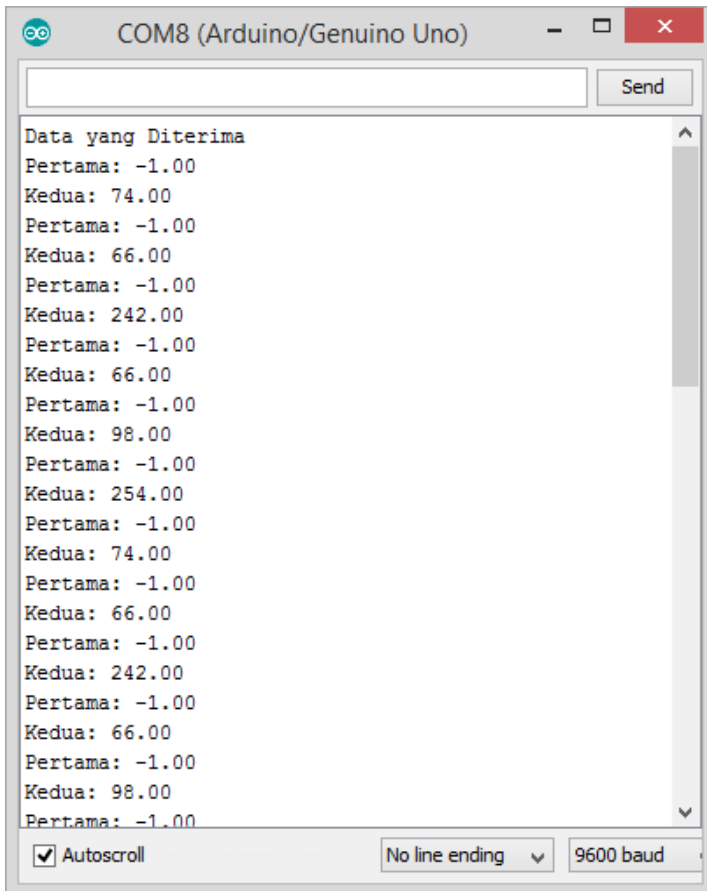 COM8 (Arduino/Genuino Uno)
Send
Data yang Diterima
Pertama: -1.00
Kedua: 74.00
Pertama: -1.00
Kedua: 66.00
Pertama: -1.00
Kedua: 242.00
Pertama: -1.00
Kedua: 66.00
Pertama: -1.00
Kedua: 98.00
Pertama: -1.00
Kedua: 254.00
Pertama: -1.00
Kedua: 74.00
Pertama: -1.00
Kedua: 66.00
Pertama: -1.00
Kedua: 242.00
Pertama: -1.00
Kedua: 66.00
Pertama: -1.00
Kedua: 98.00
Pertama: -1.00
Autoscroll No line ending 9600 baud